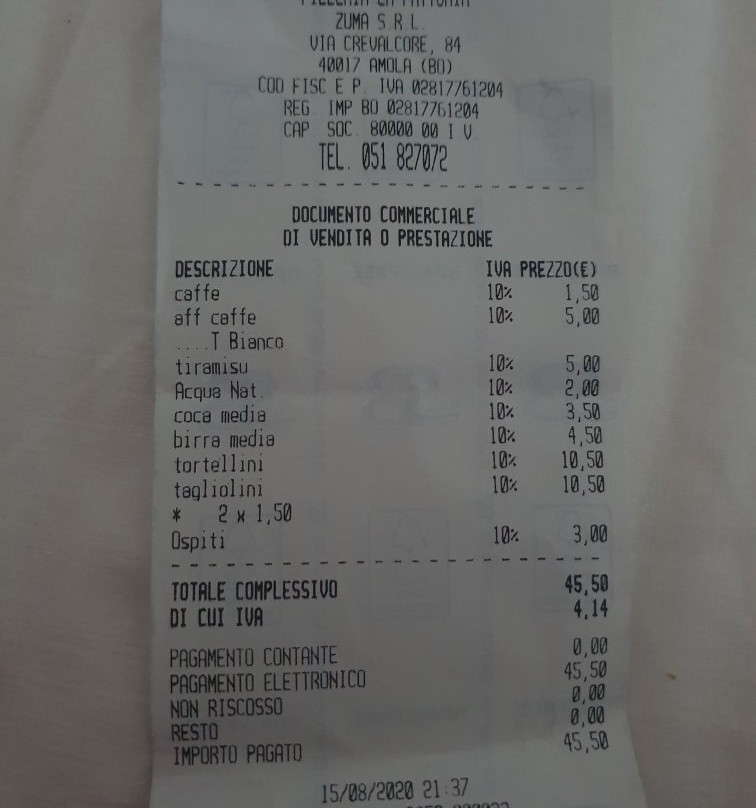 ZUMA S.R.L.
VIA CREVALCORE, 84
40017 AMOLA (BO)
COD FISC E P. IVA 02817761204
REG. IMP BO 02817761204
CAP. SOC. 80000.00 I.V.
TEL. 051 827072
DOCUMENTO COMMERCIALE
DI VENDITA O PRESTAZIONE
DESCRIZIONE IVA PREZZO(€)
caffe 10% 1,50
aff caffe 10% 5,00
....T Bianco
tiramisu 10% 5,00
Acqua Nat. 10% 2,00
coca media 10% 3,50
birra media 10% 4,50
tortellini 10% 10,50
tagliolini 10% 10,50
* 2 x 1,50
Ospiti 10% 3,00
TOTALE COMPLESSIVO 45,50
DI CUI IVA 4,14
PAGAMENTO CONTANTE 0,00
PAGAMENTO ELETTRONICO 45,50
NON RISCOSSO 0,00
RESTO 0,00
IMPORTO PAGATO 45,50
15/08/2020 21:37